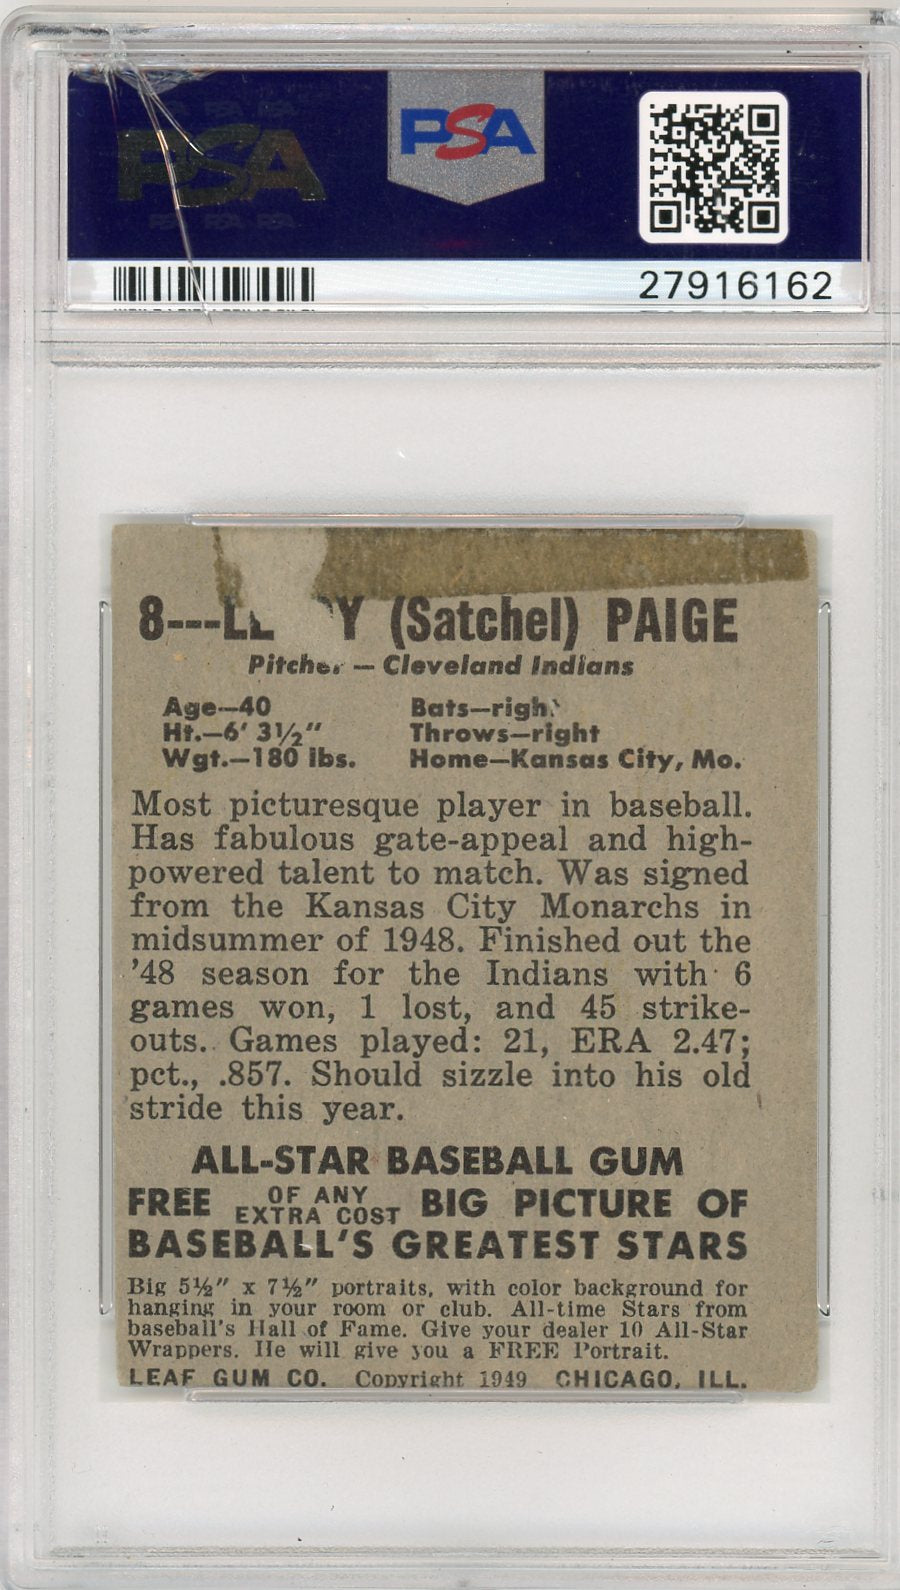 PSA
PSA
27916162
8---LE Y (Satchel) PAIGE
Pitcher — Cleveland Indians
Age—40 Bats—right
Ht.—6' 3½" Throws—right
Wgt.—180 lbs. Home—Kansas City, Mo.
Most picturesque player in baseball.
Has fabulous gate-appeal and high-
powered talent to match. Was signed
from the Kansas City Monarchs in
midsummer of 1948. Finished out the
'48 season for the Indians with 6
games won, 1 lost, and 45 strike-
outs. Games played: 21, ERA 2.47;
pct., .857. Should sizzle into his old
stride this year.
ALL-STAR BASEBALL GUM
FREE OF ANY EXTRA COST BIG PICTURE OF
BASEBALL'S GREATEST STARS
Big 5½" x 7½" portraits, with color background for
hanging in your room or club. All-time Stars from
baseball's Hall of Fame. Give your dealer 10 All-Star
Wrappers. He will give you a FREE Portrait.
LEAF GUM CO. Copyright 1949 CHICAGO, ILL.